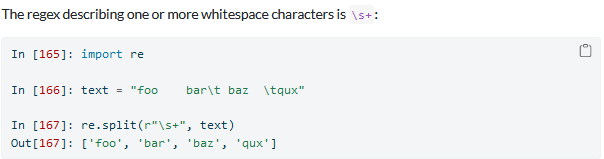 The regex describing one or more whitespace characters is \s+:
In [165]: import re
In [166]: text = "foo    bar\t baz  \tqux"
In [167]: re.split(r"\s+", text)
Out[167]: ['foo', 'bar', 'baz', 'qux']